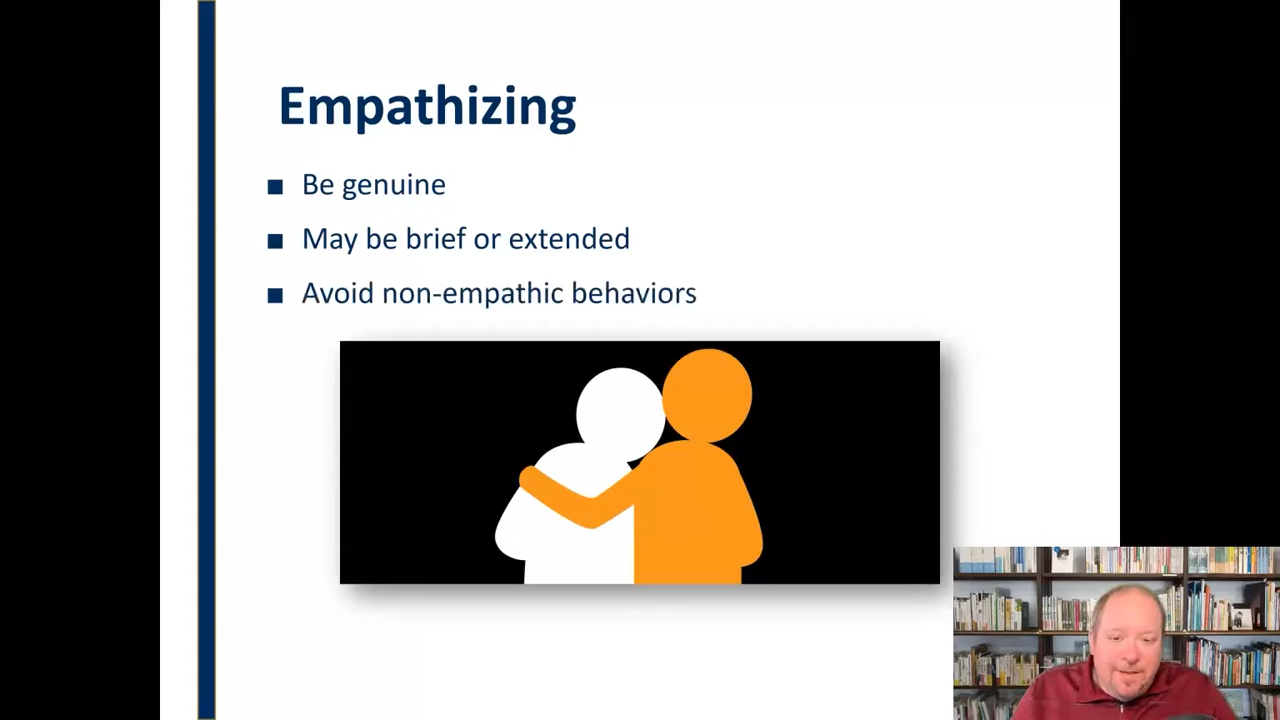 Empathizing
Be genuine
May be brief or extended
Avoid non-empathic behaviors